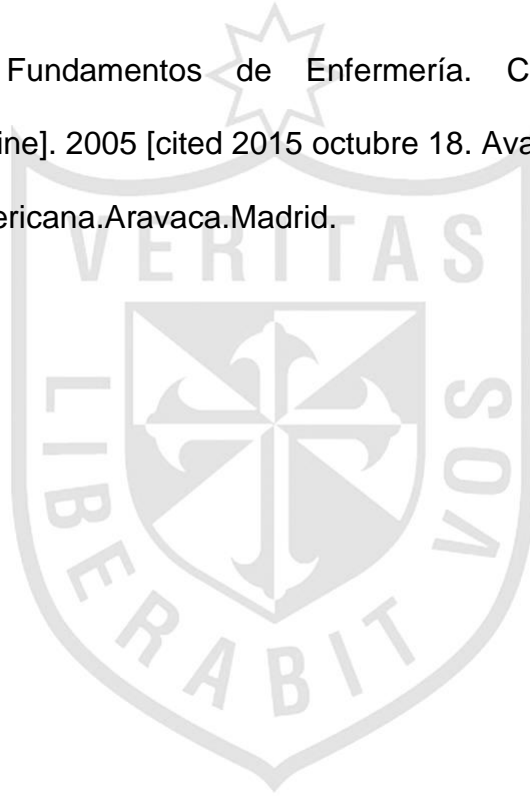 Fundamentos de Enfermería. C
ine]. 2005 [cited 2015 octubre 18. Ava
ericana.Aravaca.Madrid.
VERITAS
LIBERABIT VOS